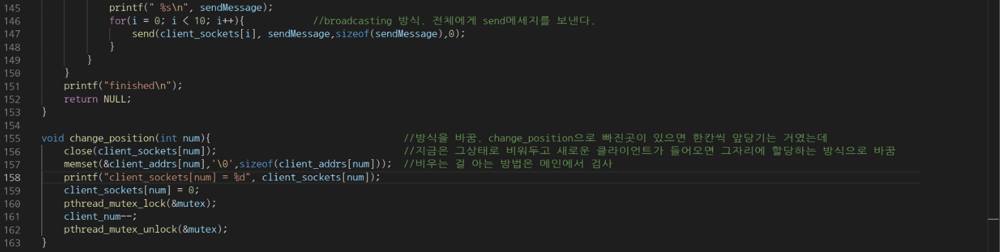 145 printf(" %s\n", sendMessage);
146 for(i = 0; i < 10; i++){ //broadcasting 방식. 전체에게 send메세지를 보낸다.
147 send(client_sockets[i], sendMessage,sizeof(sendMessage),0);
148 }
149 }
150 }
151 printf("finished\n");
152 return NULL;
153 }
154
155 void change_position(int num){ //방식을 바꿈. change_position으로 빠진곳이 있으면 한칸씩 앞당기는 거였는데
156 close(client_sockets[num]); //지금은 그상태로 비워두고 새로운 클라이언트가 들어오면 그자리에 할당하는 방식으로 바꿈
157 memset(&client_addrs[num],'\0',sizeof(client_addrs[num])); //비우는 걸 아는 방법은 메인에서 검사
158 printf("client_sockets[num] = %d", client_sockets[num]);
159 client_sockets[num] = 0;
160 pthread_mutex_lock(&mutex);
161 client_num--;
162 pthread_mutex_unlock(&mutex);
163 }